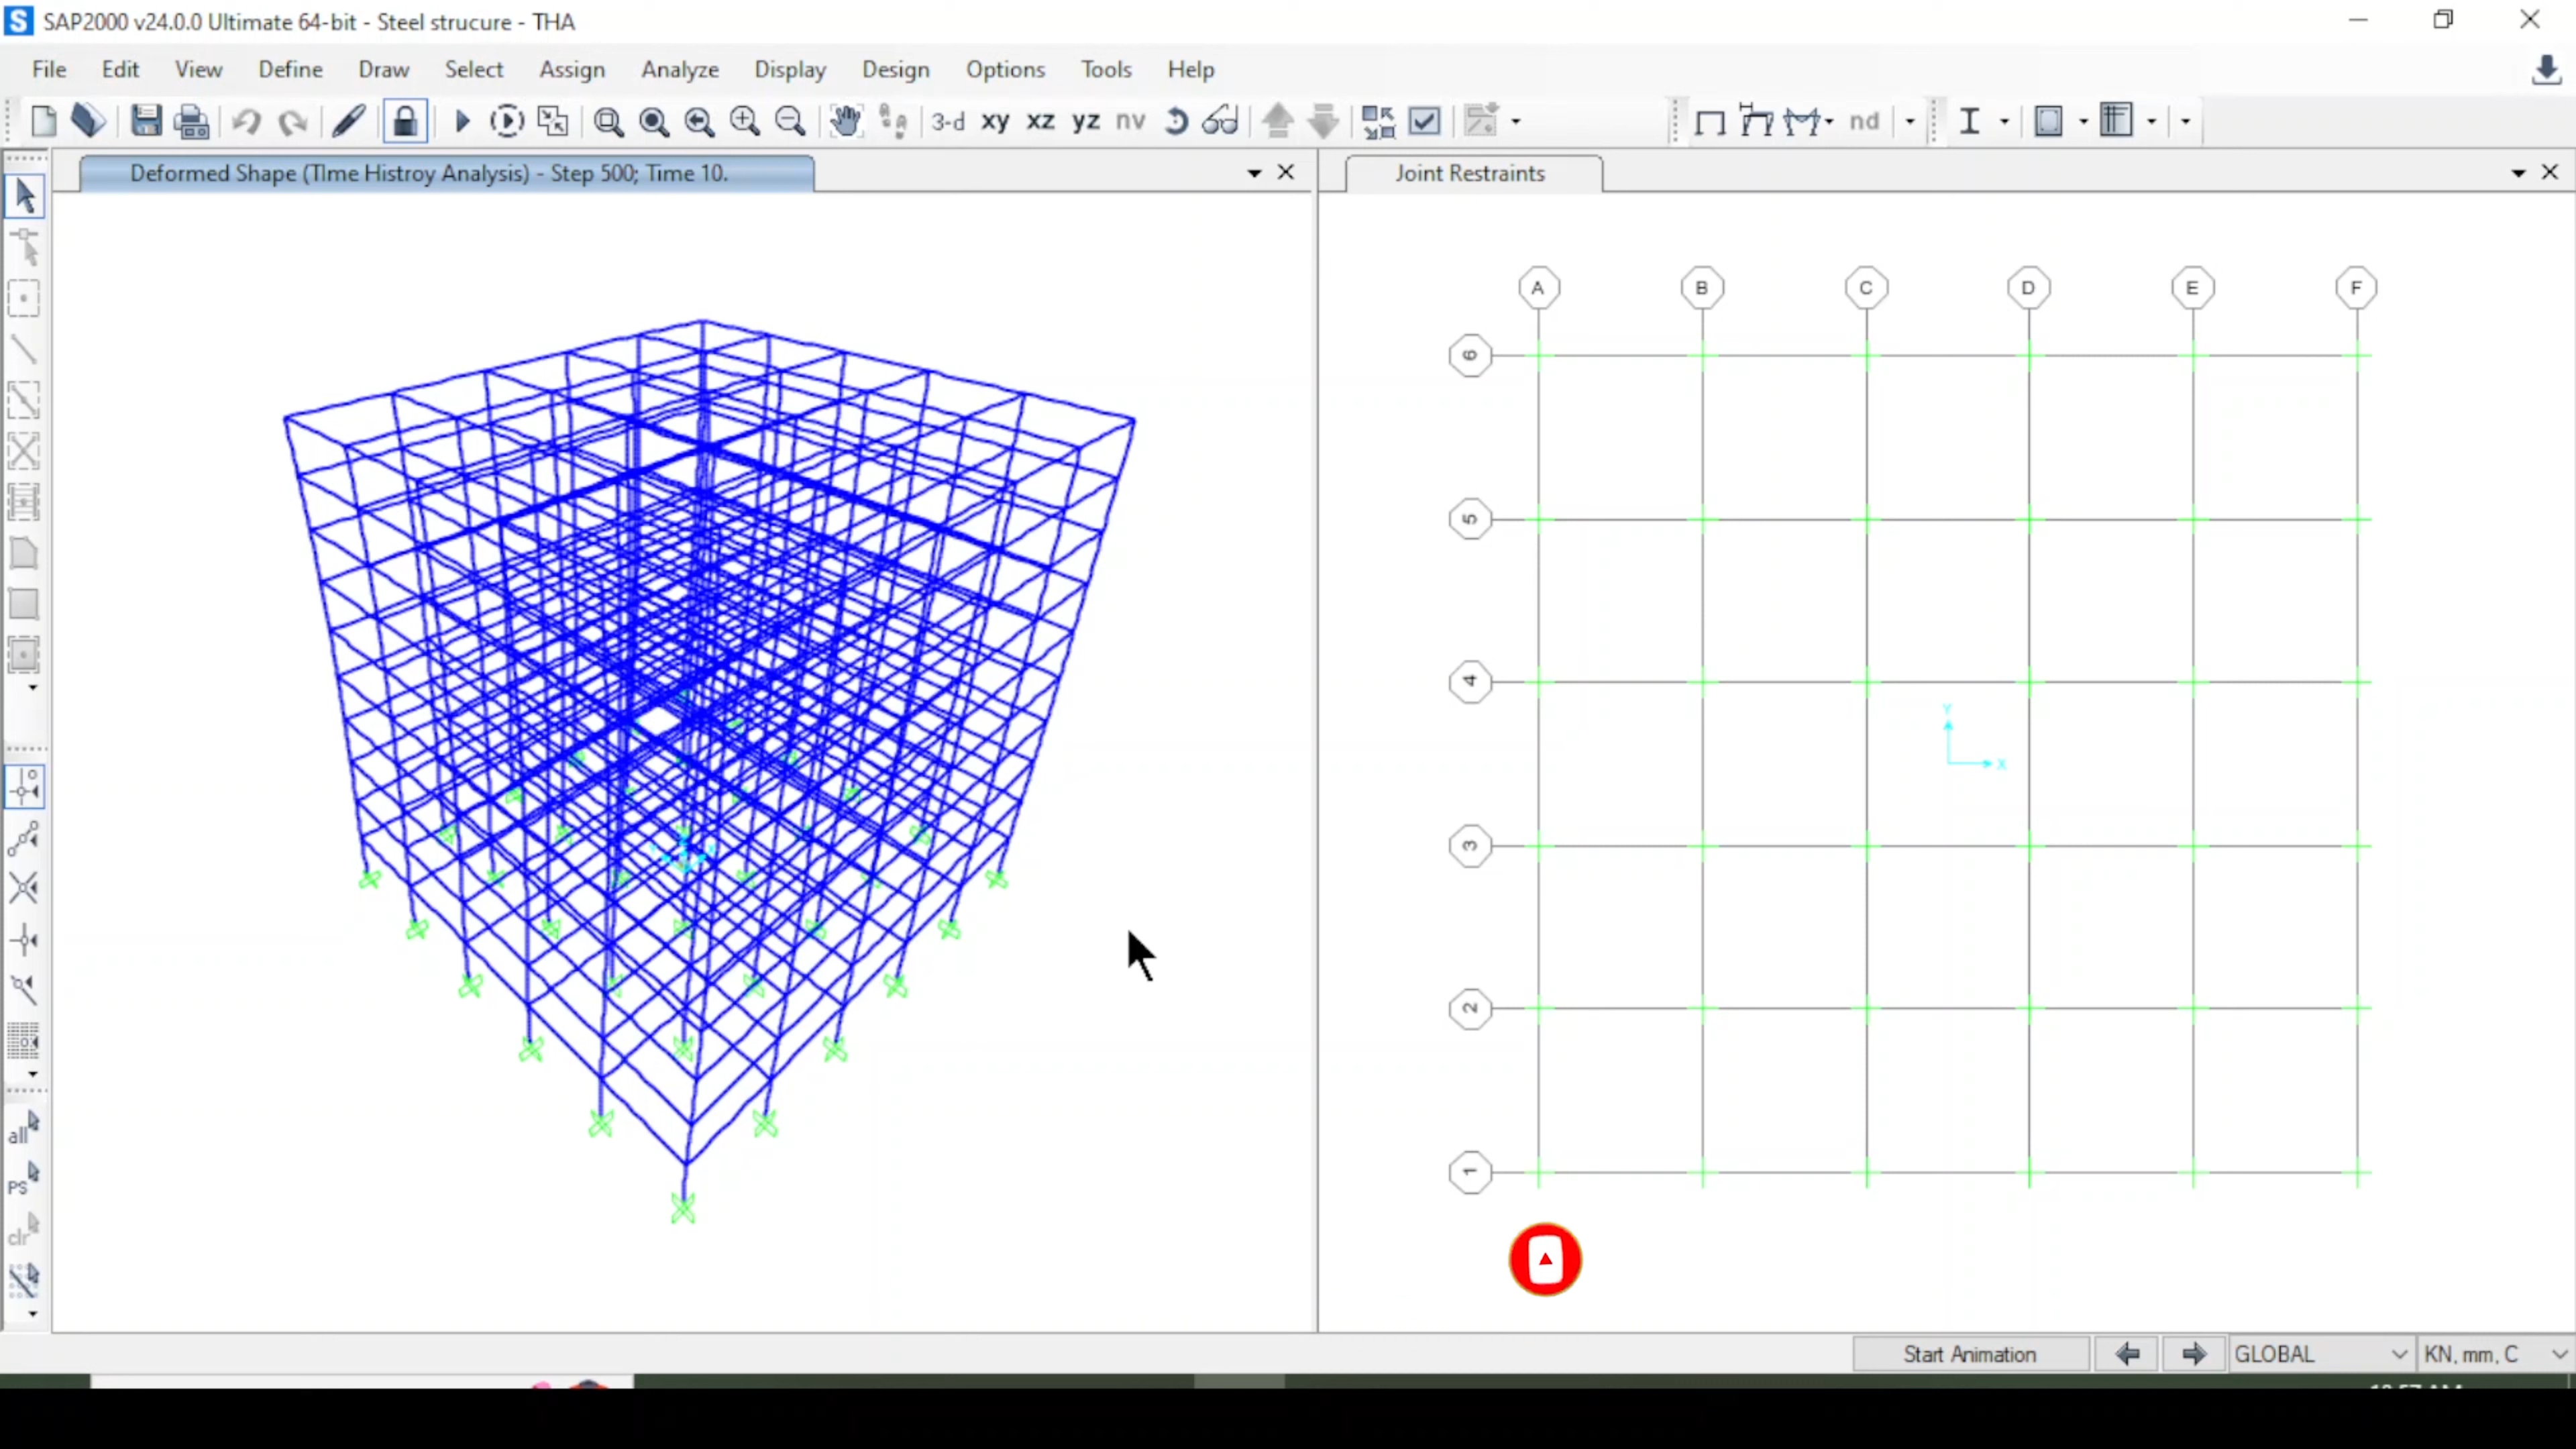 SAP2000 v24.0.0 Ultimate 64-bit - Steel strucure - THA
File Edit View Define Draw Select Assign Analyze Display Design Options Tools Help
3-d xy xz yz nv nd
Deformed Shape (TIme Histroy Analysis) - Step 500; Time 10.
Joint Restraints
A B C D E F
6
5
4
Y
X
3
2
1
all
PS
clr
Start Animation GLOBAL KN, mm, C